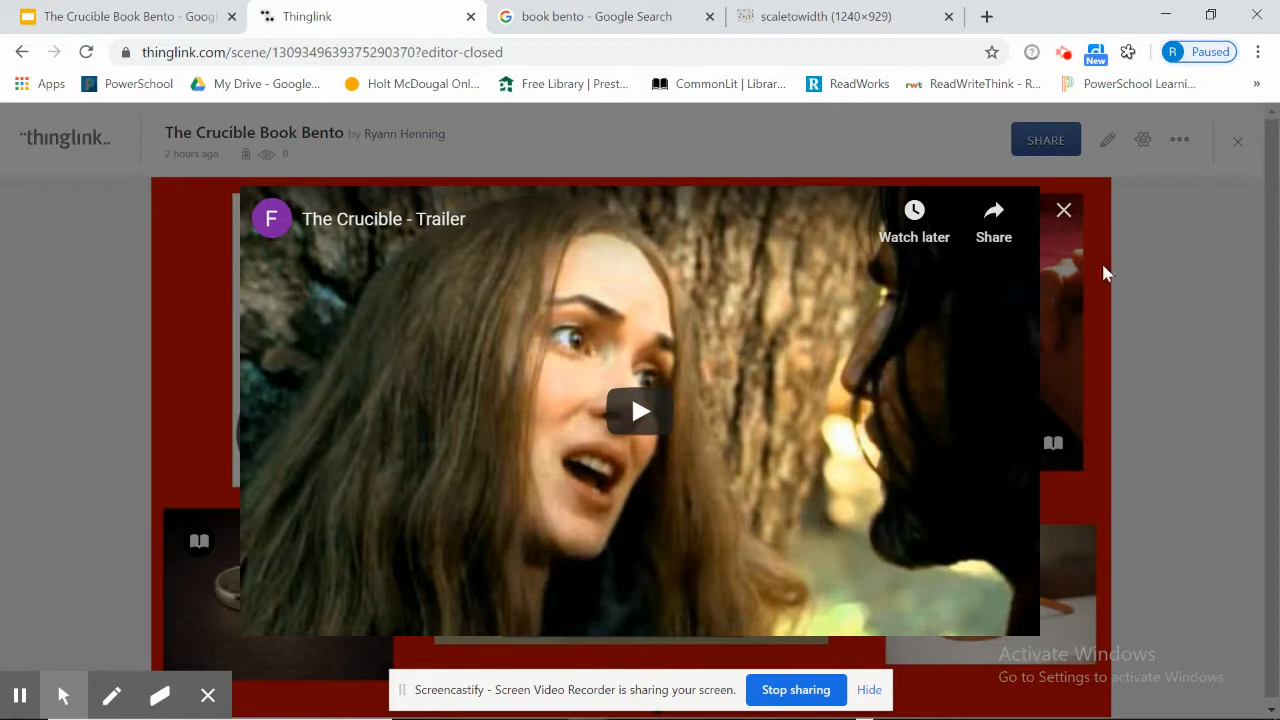 The Crucible Book Bento - Googl
Thinglink
book bento - Google Search
scaletowidth (1240×929)
thinglink.com/scene/1309349639375290370?editor-closed
New
R Paused
Apps
PowerSchool
My Drive - Google...
Holt McDougal Onl...
Free Library | Prest...
CommonLit | Librar...
R ReadWorks
rwt ReadWriteThink - R...
PowerSchool Learni...
»
¨thinglink..
The Crucible Book Bento by Ryann Henning
2 hours ago 0
SHARE
F The Crucible - Trailer
Watch later
Share
Activate Windows
Go to Settings to activate Windows.
Screencastify - Screen Video Recorder is sharing your screen.
Stop sharing
Hide